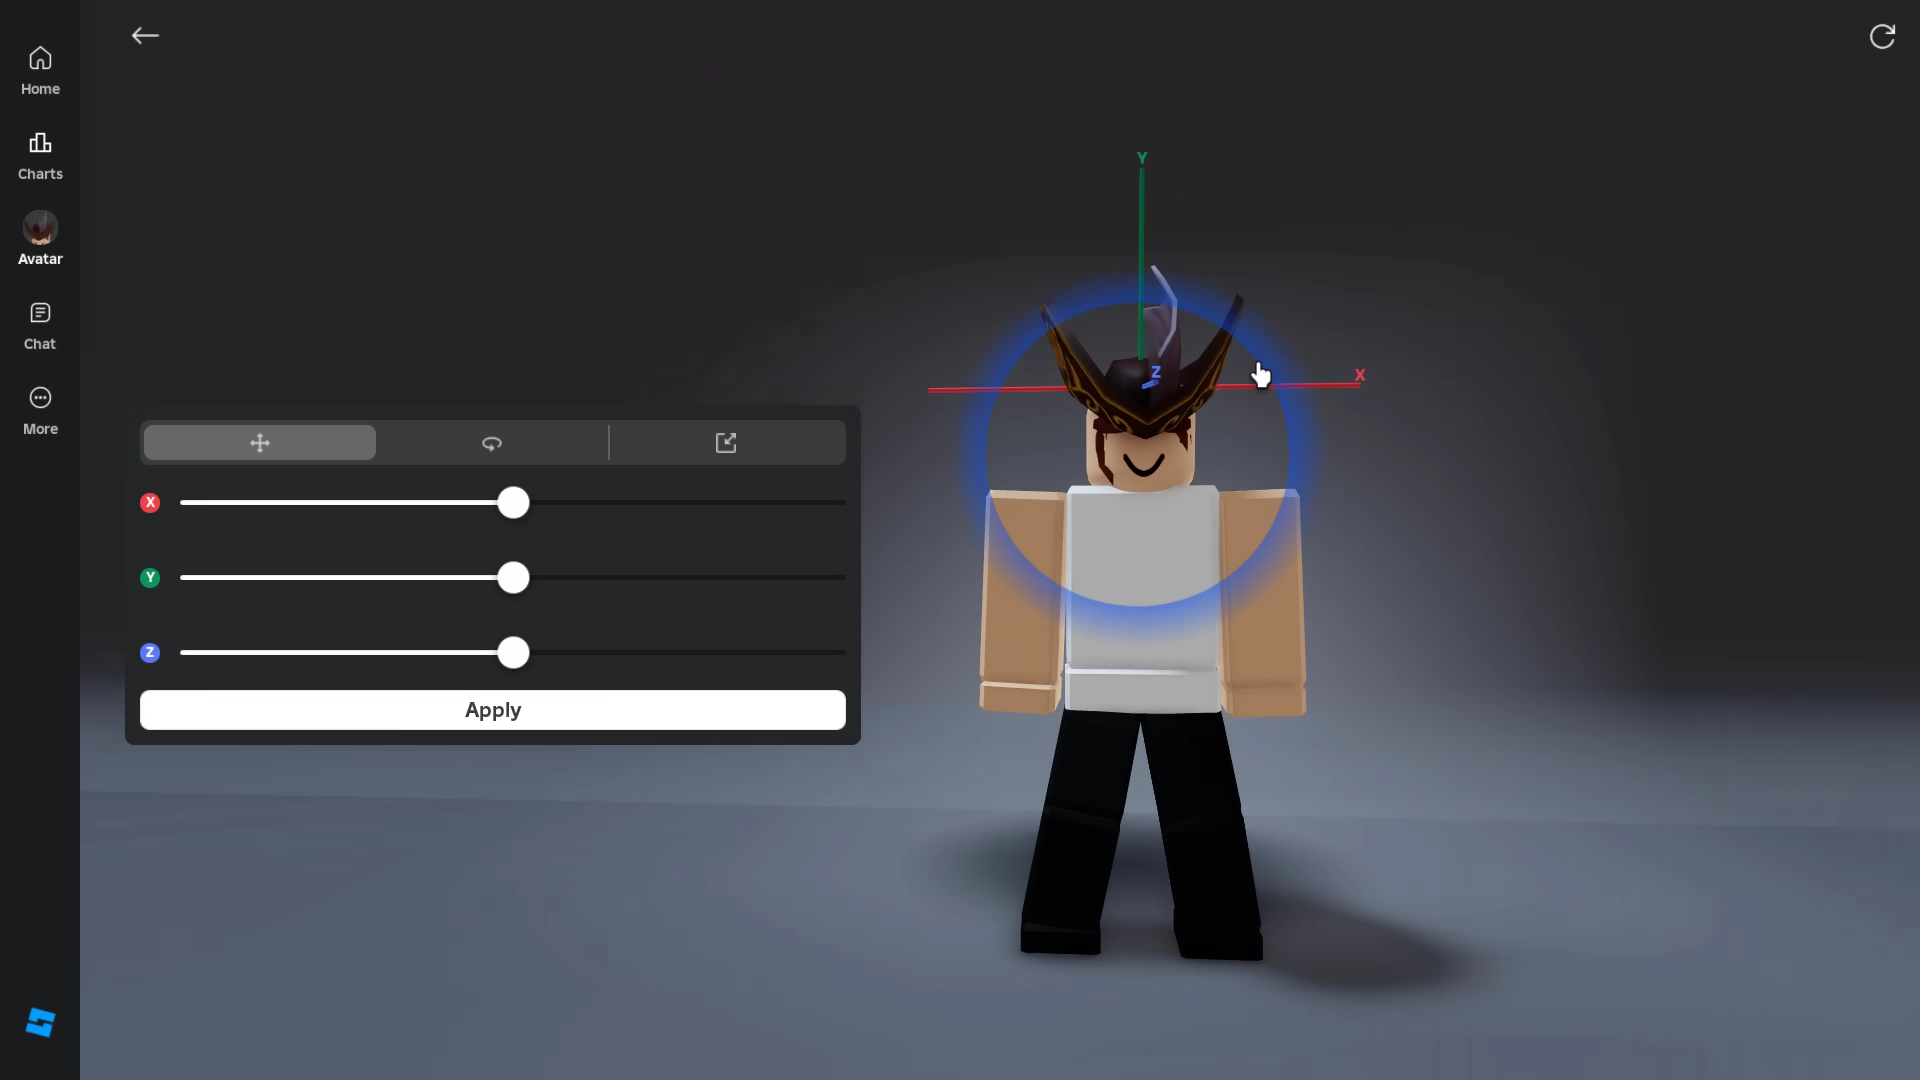 Home
Charts
Avatar
Chat
More
X
Y
Z
Apply
Y
Z
X